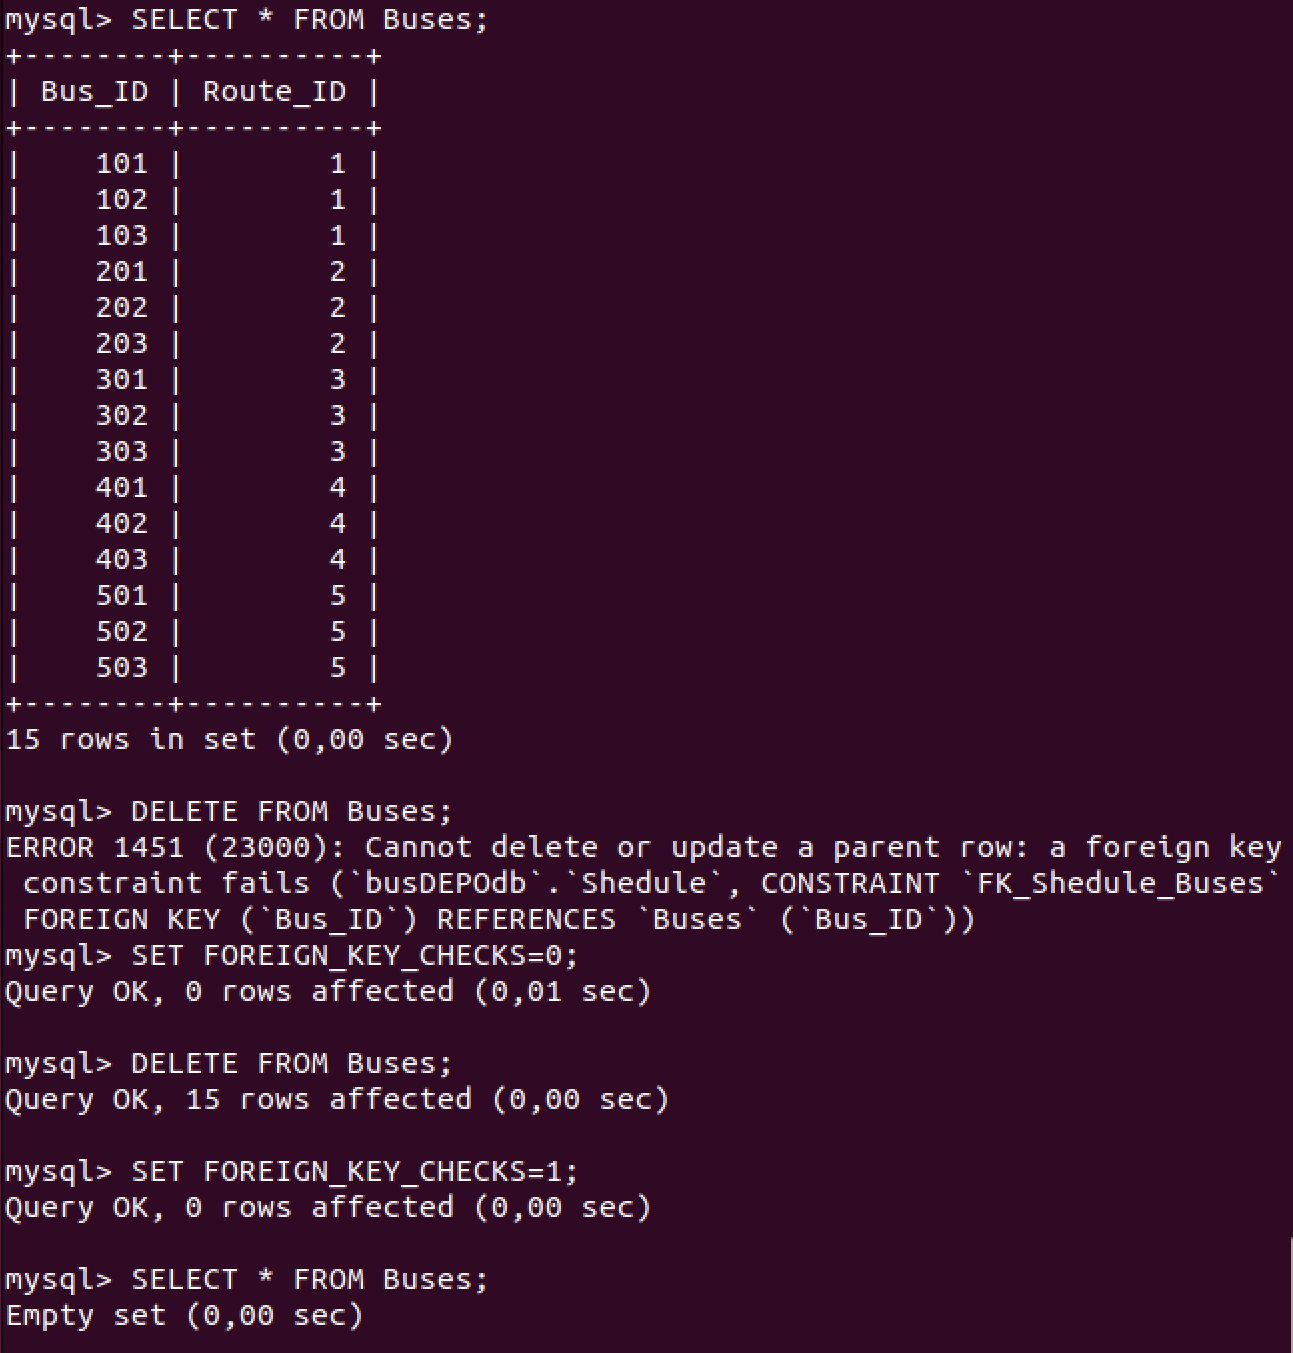 mysql> SELECT * FROM Buses;
+--------+----------+
| Bus_ID | Route_ID |
+--------+----------+
|    101 |        1 |
|    102 |        1 |
|    103 |        1 |
|    201 |        2 |
|    202 |        2 |
|    203 |        2 |
|    301 |        3 |
|    302 |        3 |
|    303 |        3 |
|    401 |        4 |
|    402 |        4 |
|    403 |        4 |
|    501 |        5 |
|    502 |        5 |
|    503 |        5 |
+--------+----------+
15 rows in set (0,00 sec)

mysql> DELETE FROM Buses;
ERROR 1451 (23000): Cannot delete or update a parent row: a foreign key
 constraint fails (`busDEPOdb`.`Shedule`, CONSTRAINT `FK_Shedule_Buses`
 FOREIGN KEY (`Bus_ID`) REFERENCES `Buses` (`Bus_ID`))
mysql> SET FOREIGN_KEY_CHECKS=0;
Query OK, 0 rows affected (0,01 sec)

mysql> DELETE FROM Buses;
Query OK, 15 rows affected (0,00 sec)

mysql> SET FOREIGN_KEY_CHECKS=1;
Query OK, 0 rows affected (0,00 sec)

mysql> SELECT * FROM Buses;
Empty set (0,00 sec)